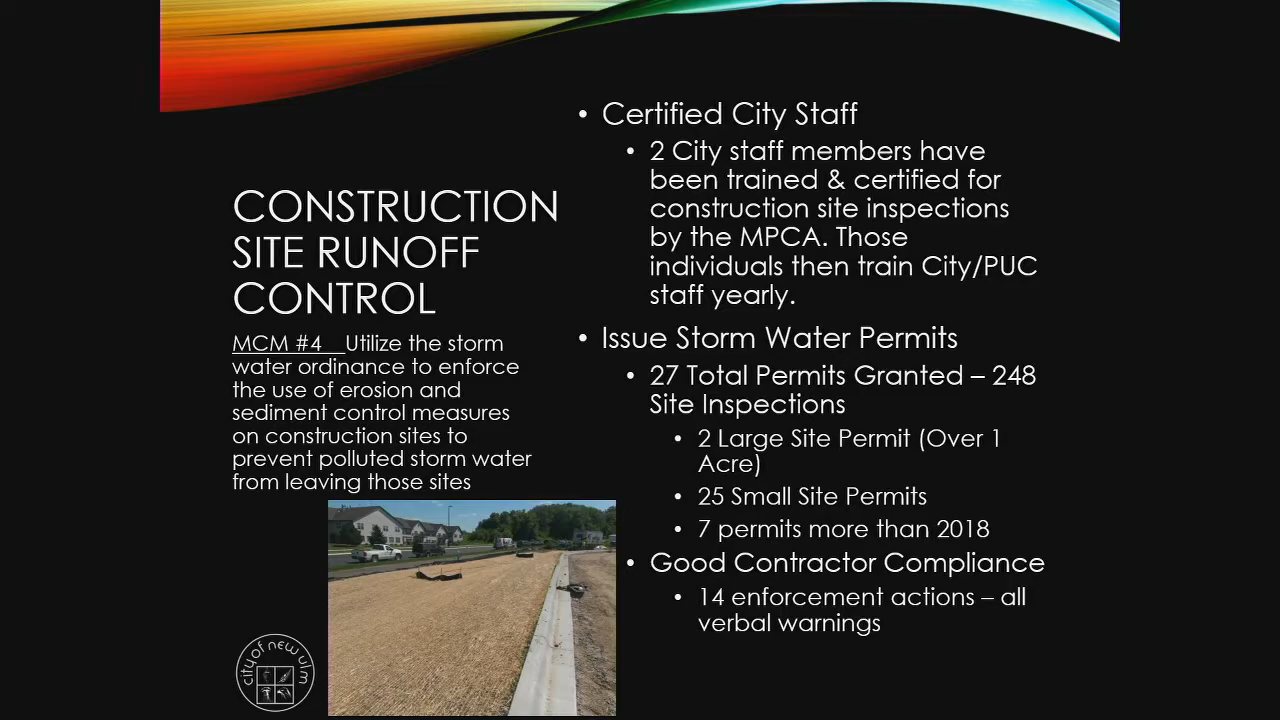 CONSTRUCTION
SITE RUNOFF
CONTROL
MCM #4 Utilize the storm
water ordinance to enforce
the use of erosion and
sediment control measures
on construction sites to
prevent polluted storm water
from leaving those sites
• Certified City Staff
• 2 City staff members have
been trained & certified for
construction site inspections
by the MPCA. Those
individuals then train City/PUC
staff yearly.
• Issue Storm Water Permits
• 27 Total Permits Granted – 248
Site Inspections
• 2 Large Site Permit (Over 1
Acre)
• 25 Small Site Permits
• 7 permits more than 2018
• Good Contractor Compliance
• 14 enforcement actions – all
verbal warnings
city of new ulm